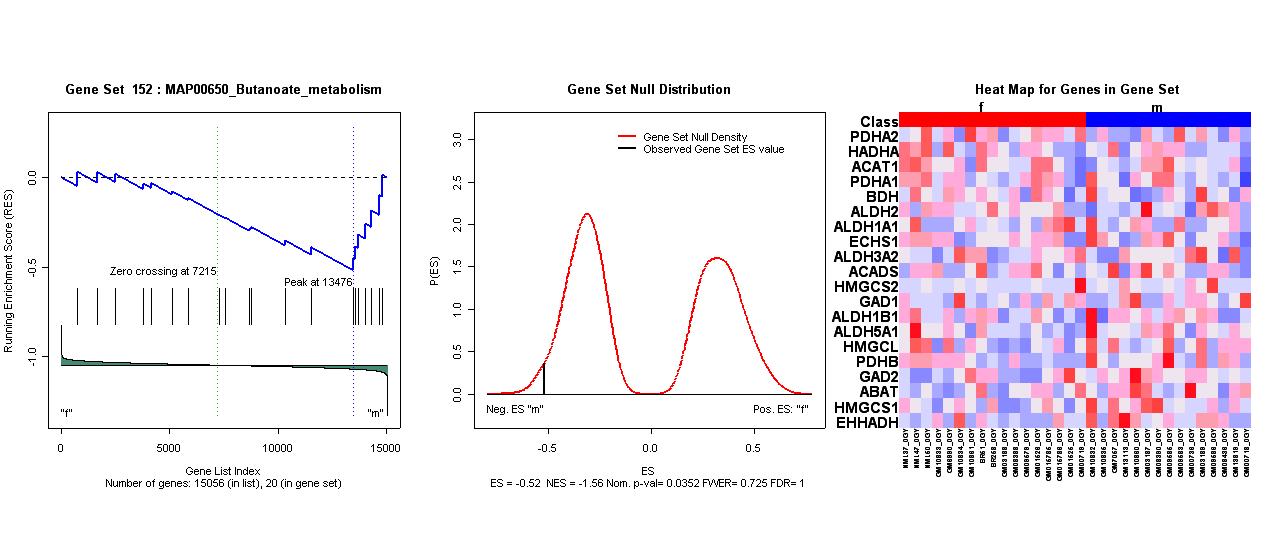 Gene Set 152 : MAP00650_Butanoate_metabolism
Running Enrichment Score (RES)
0.0
-0.5
-1.0
Zero crossing at 7215
Peak at 13476
"f"
"m"
0
5000
10000
15000
Gene List Index
Number of genes: 15056 (in list), 20 (in gene set)
Gene Set Null Distribution
P(ES)
3.0
2.5
2.0
1.5
1.0
0.5
0.0
Gene Set Null Density
Observed Gene Set ES value
Neg. ES "m"
Pos. ES: "f"
-0.5
0.0
0.5
ES
ES = -0.52 NES = -1.56 Nom. p-val= 0.0352 FWER= 0.725 FDR= 1
Heat Map for Genes in Gene Set
f
m
Class
PDHA2
HADHA
ACAT1
PDHA1
BDH
ALDH2
ALDH1A1
ECHS1
ALDH3A2
ACADS
HMGCS2
GAD1
ALDH1B1
ALDH5A1
HMGCL
PDHB
GAD2
ABAT
HMGCS1
EHHADH